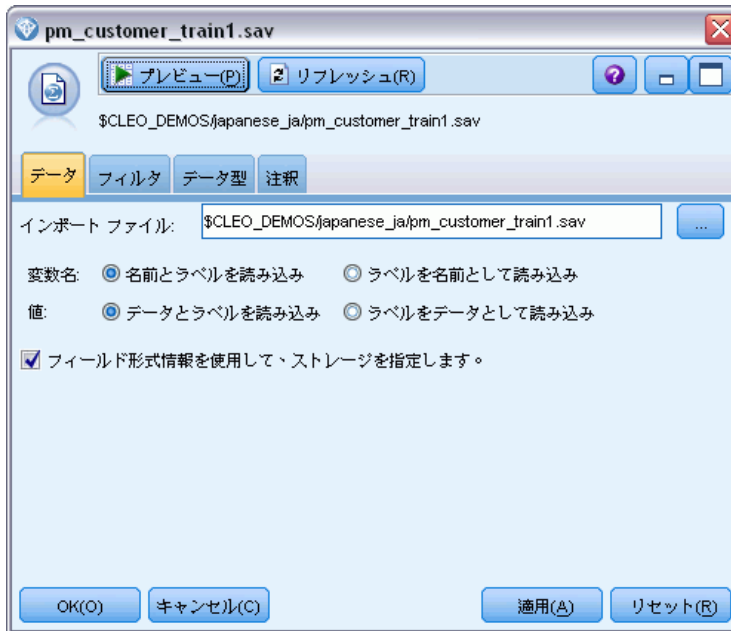 pm_customer_train1.sav
プレビュー(P) リフレッシュ(R)
$CLEO_DEMOS/japanese_ja/pm_customer_train1.sav
データ フィルタ データ型 注釈
インポート ファイル: $CLEO_DEMOS/japanese_ja/pm_customer_train1.sav ...
変数名: 名前とラベルを読み込み ラベルを名前として読み込み
値: データとラベルを読み込み ラベルをデータとして読み込み
フィールド形式情報を使用して、ストレージを指定します。
OK(O) キャンセル(C) 適用(A) リセット(R)